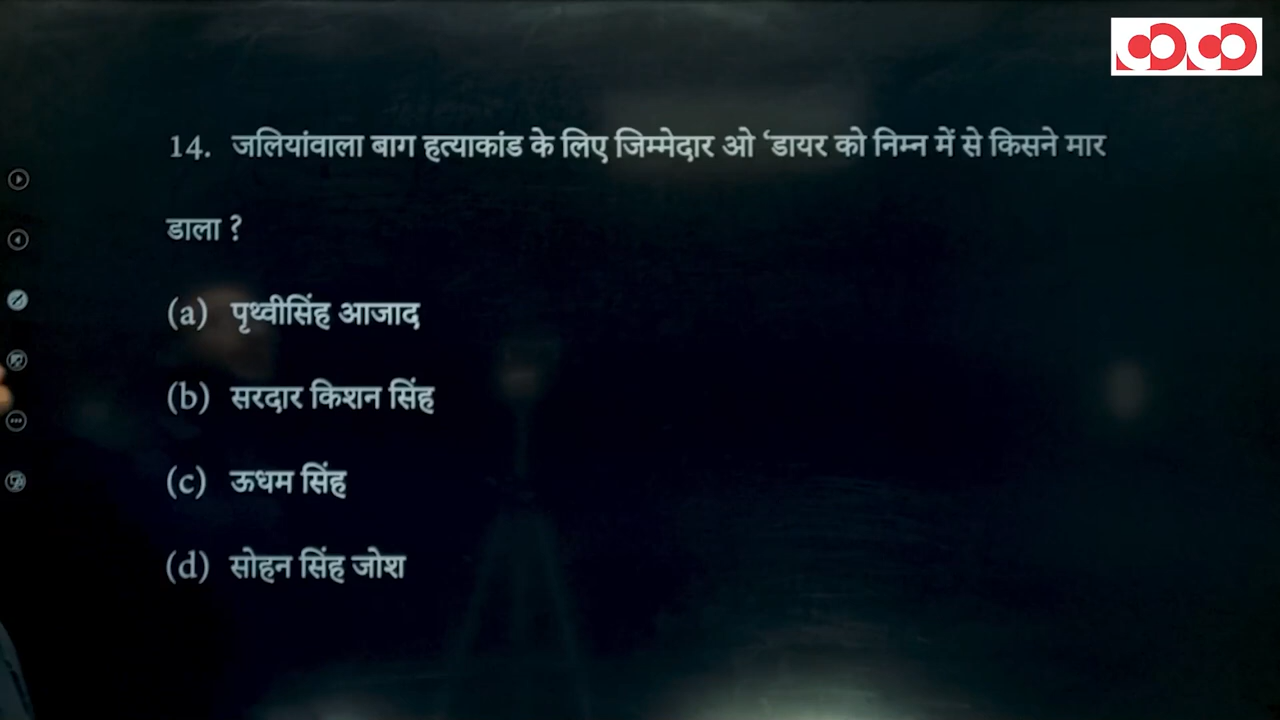 14. जलियांवाला बाग हत्याकांड के लिए जिम्मेदार ओ ‘डायर को निम्न में से किसने मार
डाला ?
(a) पृथ्वीसिंह आजाद
(b) सरदार किशन सिंह
(c) ऊधम सिंह
(d) सोहन सिंह जोश